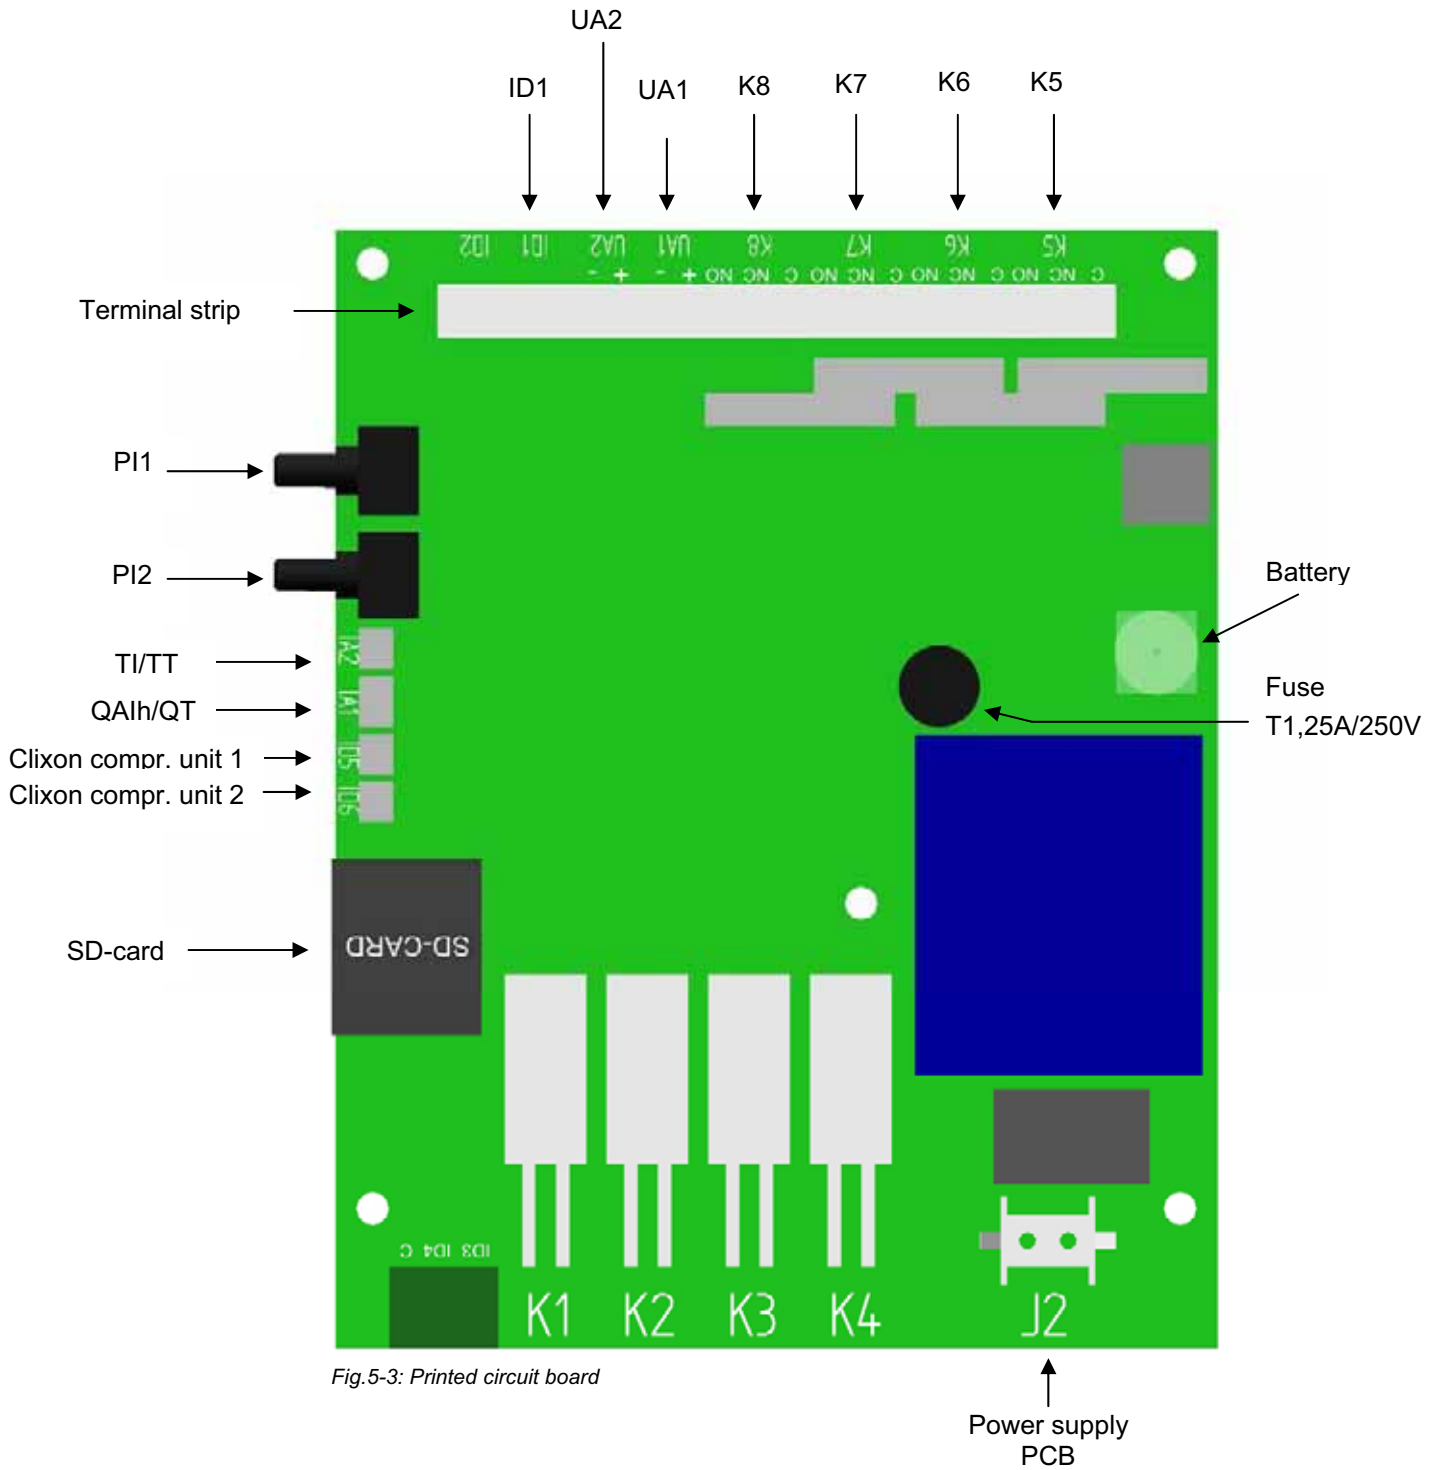 UA2
ID1
UA1
K8
K7
K6
K5
ID2 ID1 UA2 UA1 K8 K7 K6 K5
- + - + NO NC C NO NC C NO NC C NO NC C
Terminal strip
PI1
PI2
Battery
IA2
TI/TT
Fuse
IA1
QAIh/QT
T1,25A/250V
ID5
Clixon compr. unit 1
ID6
Clixon compr. unit 2
SD-CARD
SD-card
C ID4 ID3
K1 K2 K3 K4 J2
Fig.5-3: Printed circuit board
Power supply
PCB